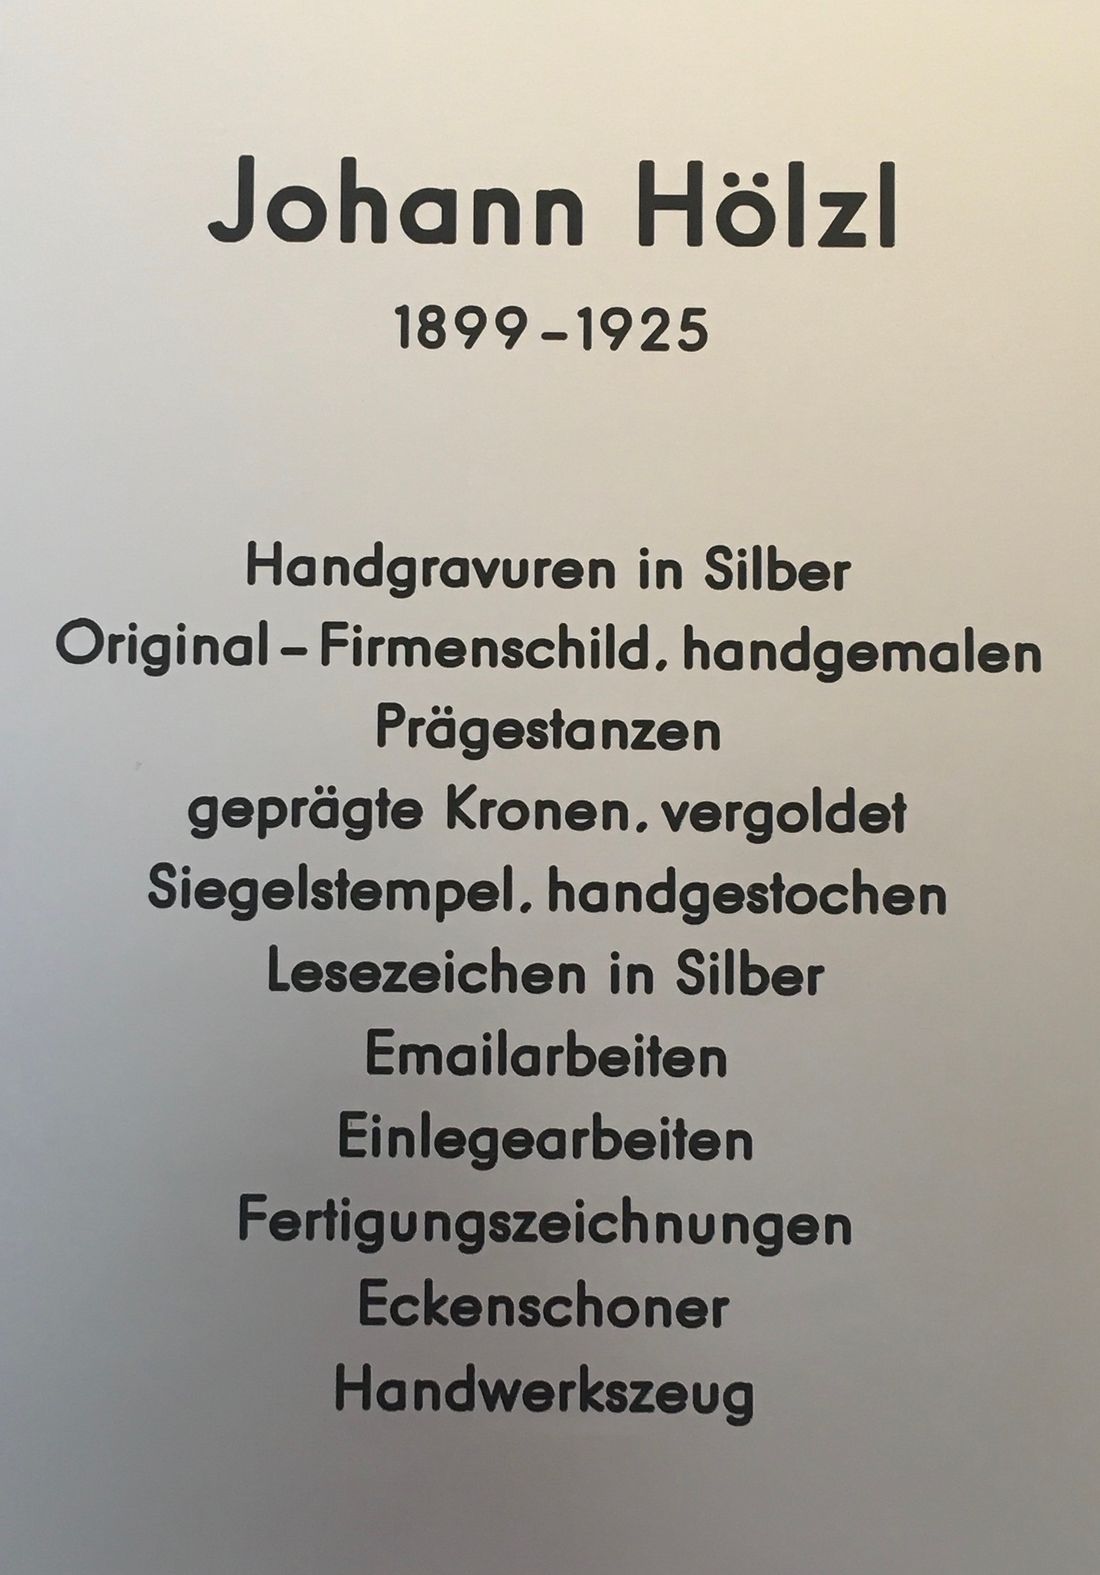 Johann Hölzl
1899-1925
Handgravuren in Silber
Original-Firmenschild, handgemalen
Prägestanzen
geprägte Kronen, vergoldet
Siegelstempel, handgestochen
Lesezeichen in Silber
Emailarbeiten
Einlegearbeiten
Fertigungszeichnungen
Eckenschoner
Handwerkszeug